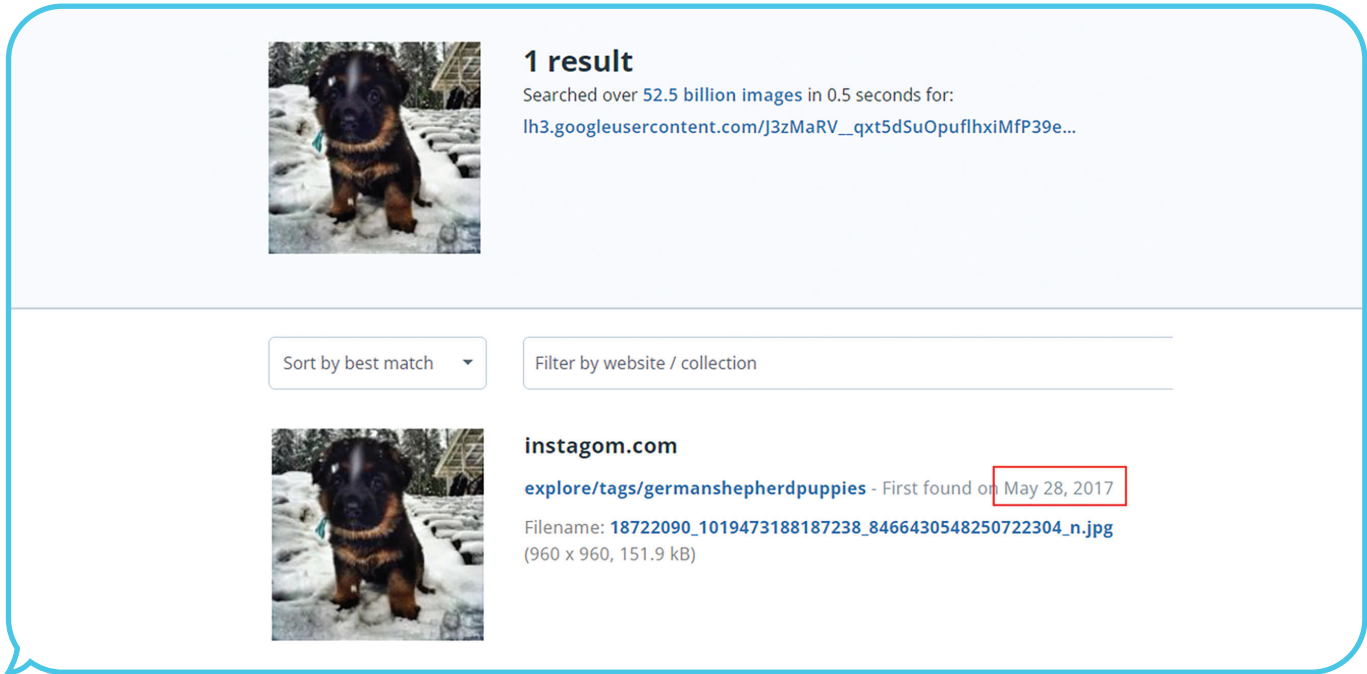 1 result
Searched over 52.5 billion images in 0.5 seconds for:
lh3.googleusercontent.com/J3zMaRV__qxt5dSuOpuflhxiMfP39e...
Sort by best match
Filter by website / collection
instagom.com
explore/tags/germanshepherdpuppies - First found on May 28, 2017
Filename: 18722090_1019473188187238_8466430548250722304_n.jpg
(960 x 960, 151.9 kB)